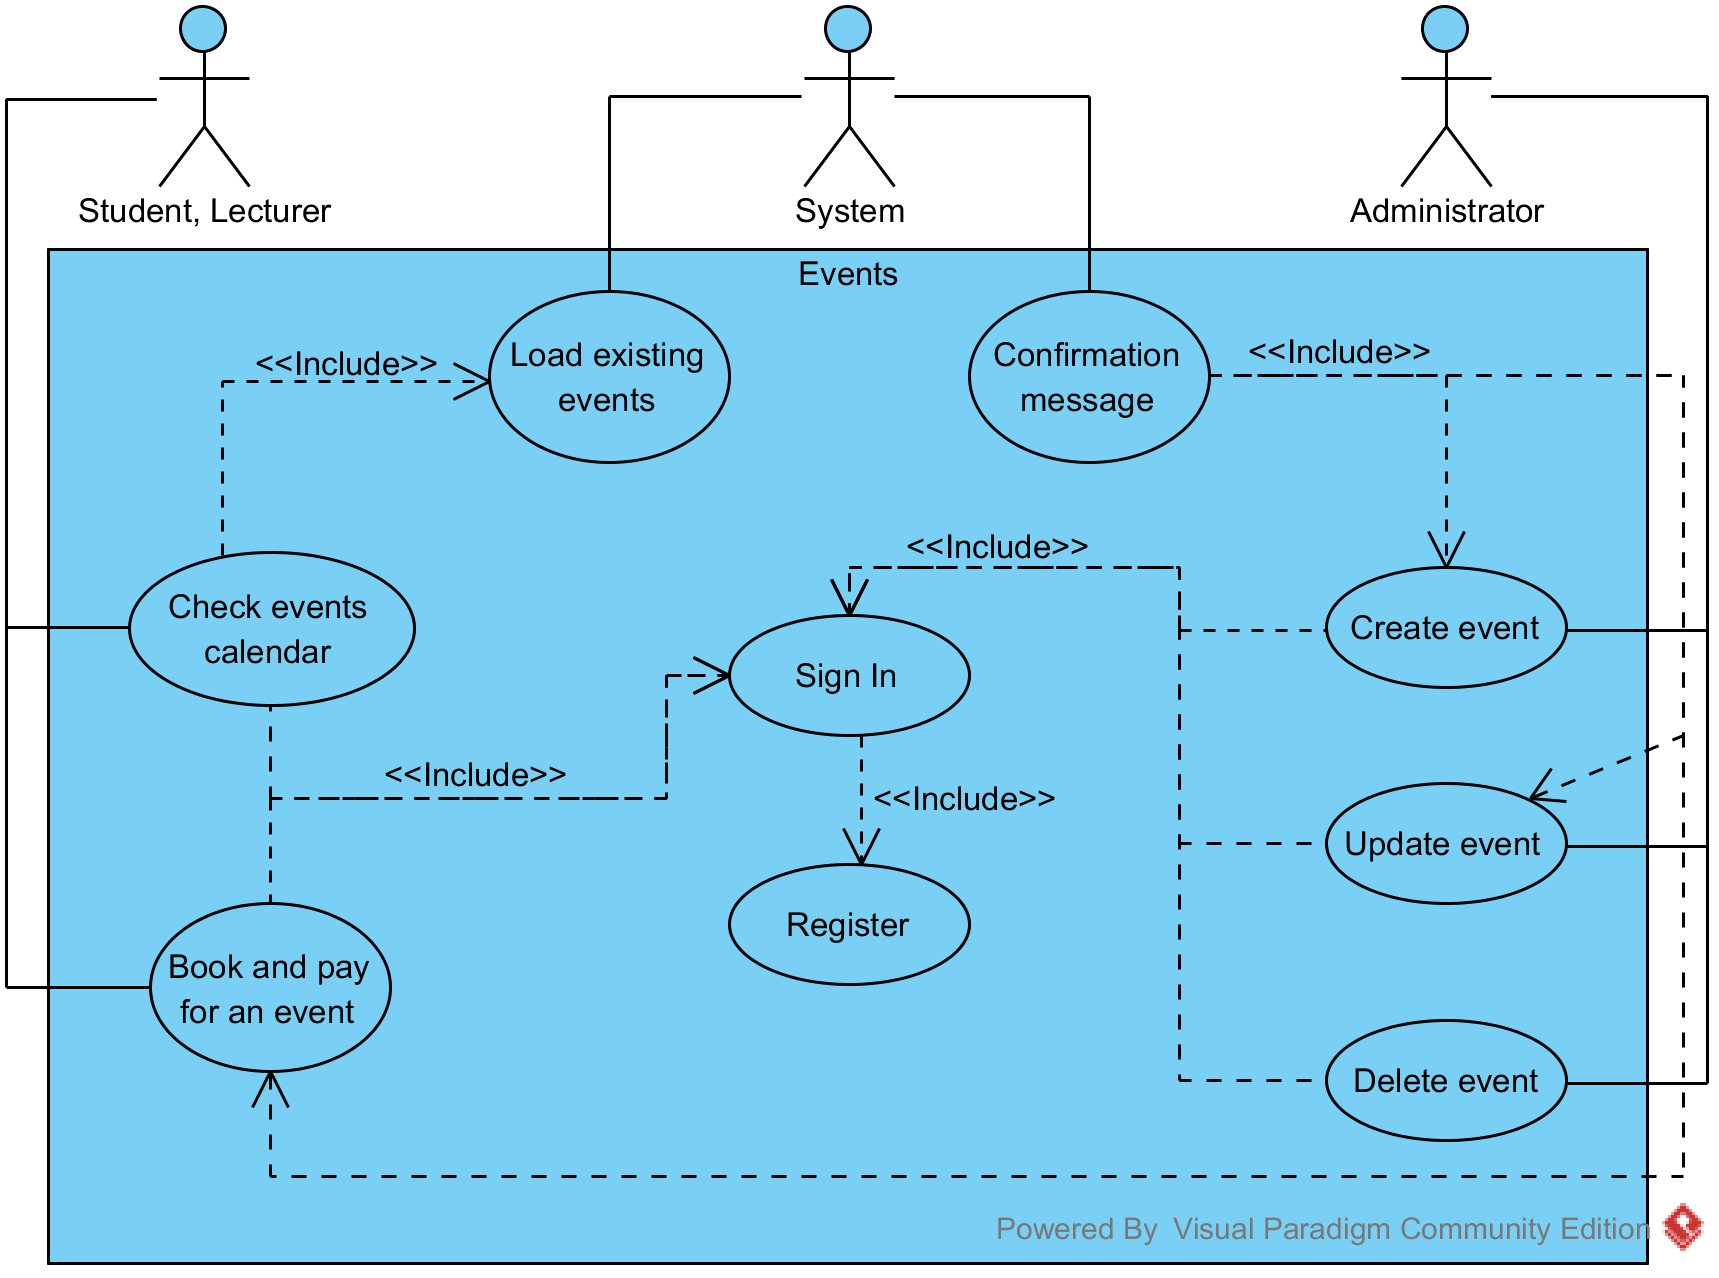 Student, Lecturer
System
Administrator
Events
Load existing
events
Confirmation
message
<<Include>>
<<Include>>
<<Include>>
Check events
calendar
Create event
Sign In
<<Include>>
<<Include>>
Update event
Register
Book and pay
for an event
Delete event
Powered By Visual Paradigm Community Edition